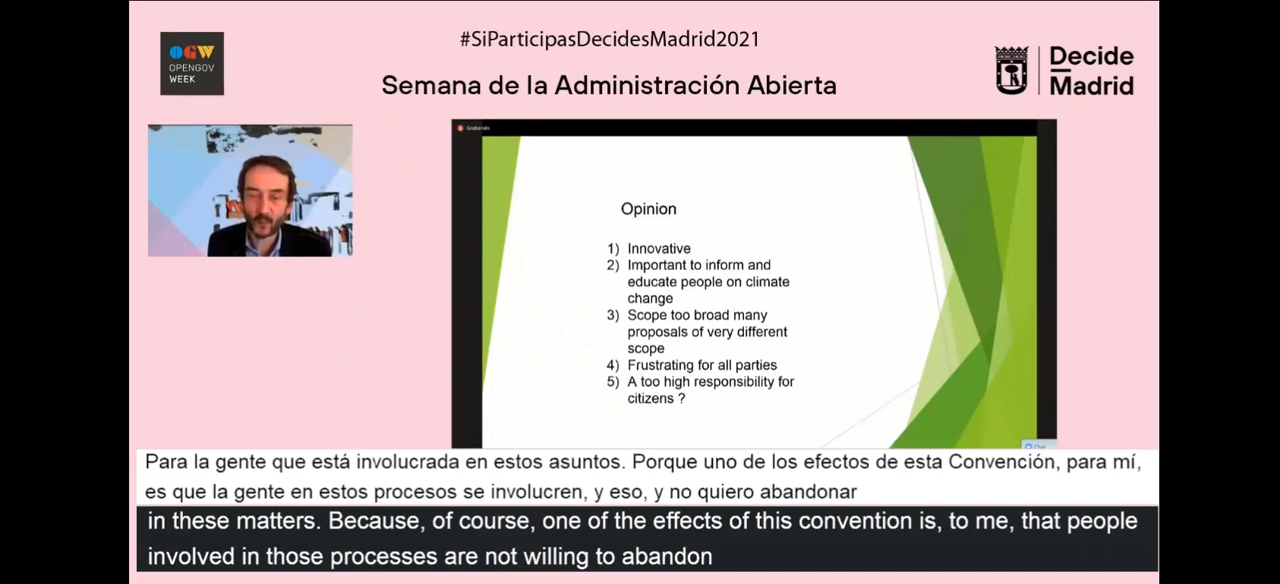 #SiParticipasDecidesMadrid2021
OGW
OPENGOV
WEEK
Semana de la Administración Abierta
Decide
Madrid
Grabando
Opinion
1) Innovative
2) Important to inform and
educate people on climate
change
3) Scope too broad many
proposals of very different
scope
4) Frustrating for all parties
5) A too high responsibility for
citizens ?
Chat
Para la gente que está involucrada en estos asuntos. Porque uno de los efectos de esta Convención, para mí,
es que la gente en estos procesos se involucren, y eso, y no quiero abandonar
in these matters. Because, of course, one of the effects of this convention is, to me, that people
involved in those processes are not willing to abandon